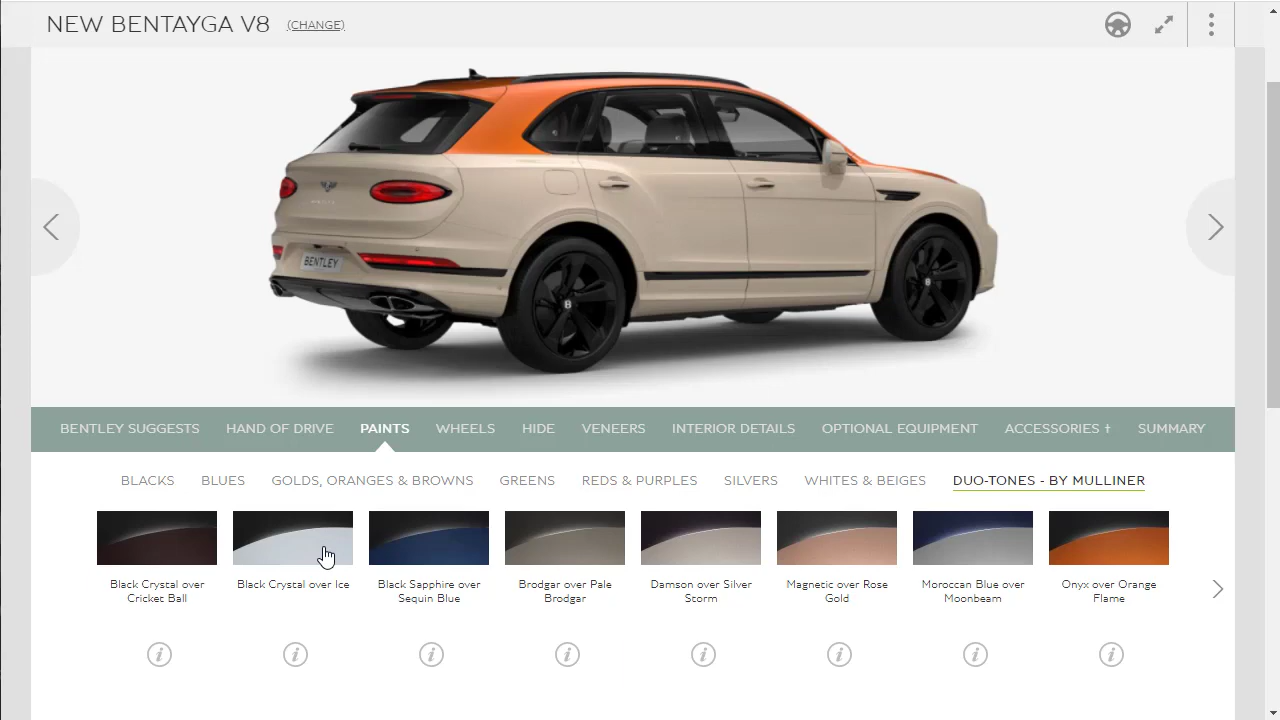 NEW BENTAYGA V8 (CHANGE)
BENTLEY
BENTLEY SUGGESTS HAND OF DRIVE PAINTS WHEELS HIDE VENEERS INTERIOR DETAILS OPTIONAL EQUIPMENT ACCESSORIES † SUMMARY
BLACKS BLUES GOLDS, ORANGES & BROWNS GREENS REDS & PURPLES SILVERS WHITES & BEIGES DUO-TONES - BY MULLINER
Black Crystal over
Cricket Ball
Black Crystal over Ice
Black Sapphire over
Sequin Blue
Brodgar over Pale
Brodgar
Damson over Silver
Storm
Magnetic over Rose
Gold
Moroccan Blue over
Moonbeam
Onyx over Orange
Flame